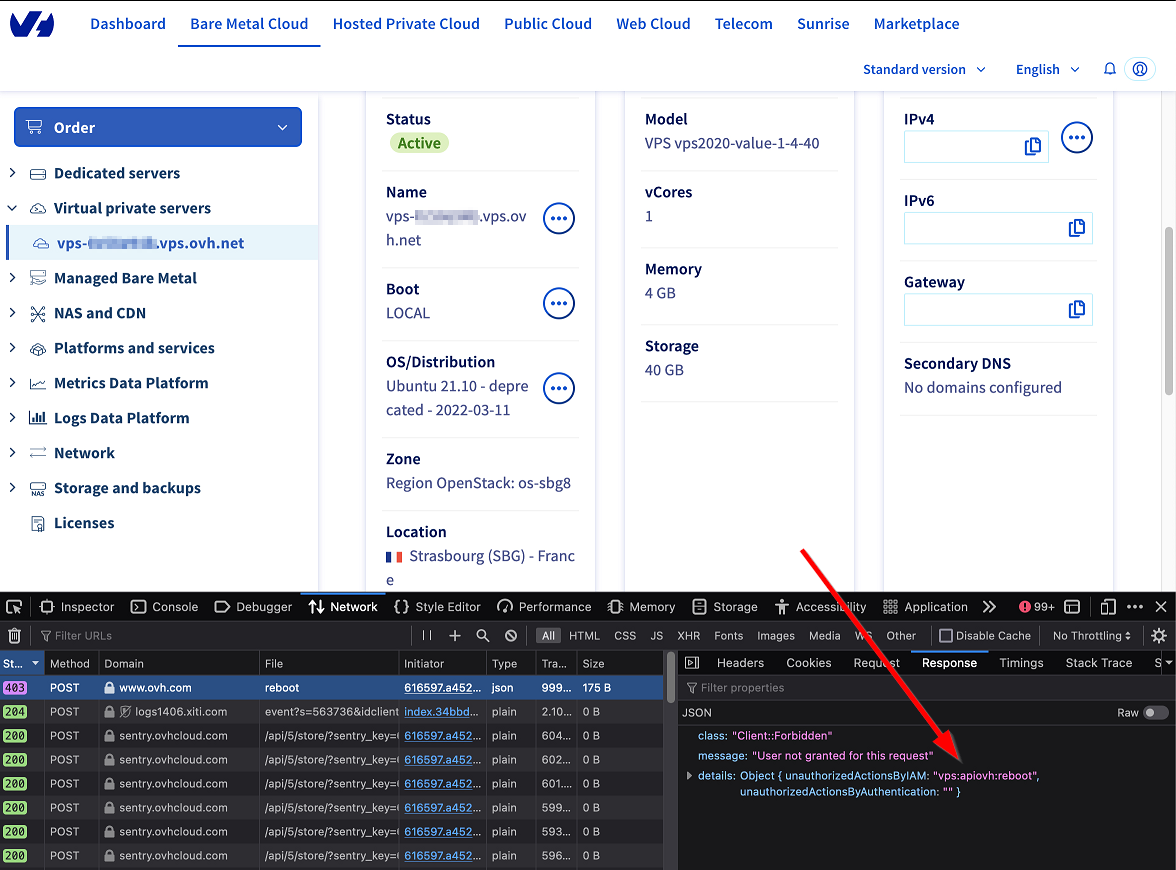 Dashboard Bare Metal Cloud Hosted Private Cloud Public Cloud Web Cloud Telecom Sunrise Marketplace
Standard version English
Order
Dedicated servers
Virtual private servers
vps- .vps.ovh.net
Managed Bare Metal
NAS and CDN
Platforms and services
Metrics Data Platform
Logs Data Platform
Network
NAS Storage and backups
Licenses
Status
Active
Name
vps- .vps.ov
h.net
Boot
LOCAL
OS/Distribution
Ubuntu 21.10 - depre
cated - 2022-03-11
Zone
Region OpenStack: os-sbg8
Location
Strasbourg (SBG) - Franc
e
Model
VPS vps2020-value-1-4-40
vCores
1
Memory
4 GB
Storage
40 GB
IPv4
IPv6
Gateway
Secondary DNS
No domains configured
Inspector Console Debugger Network Style Editor Performance Memory Storage Accessibility Application 99+
Filter URLs All HTML CSS JS XHR Fonts Images Media WS Other Disable Cache No Throttling
St... Method Domain File Initiator Type Tra... Size
403 POST www.ovh.com reboot 616597.a452... json 999... 175 B
204 POST logs1406.xiti.com event?s=563736&idclient index.34bbd... plain 2.10... 0 B
200 POST sentry.ovhcloud.com /api/5/store/?sentry_key= 616597.a452... plain 604... 0 B
200 POST sentry.ovhcloud.com /api/5/store/?sentry_key= 616597.a452... plain 602... 0 B
200 POST sentry.ovhcloud.com /api/5/store/?sentry_key= 616597.a452... plain 601.... 0 B
200 POST sentry.ovhcloud.com /api/5/store/?sentry_key= 616597.a452... plain 599... 0 B
200 POST sentry.ovhcloud.com /api/5/store/?sentry_key= 616597.a452... plain 593... 0 B
200 POST sentry.ovhcloud.com /api/5/store/?sentry_key= 616597.a452... plain 596... 0 B
Headers Cookies Request Response Timings Stack Trace S
Filter properties
JSON Raw
class: "Client::Forbidden"
message: "User not granted for this request"
details: Object { unauthorizedActionsByIAM: "vps:apiovh:reboot",
unauthorizedActionsByAuthentication: "" }